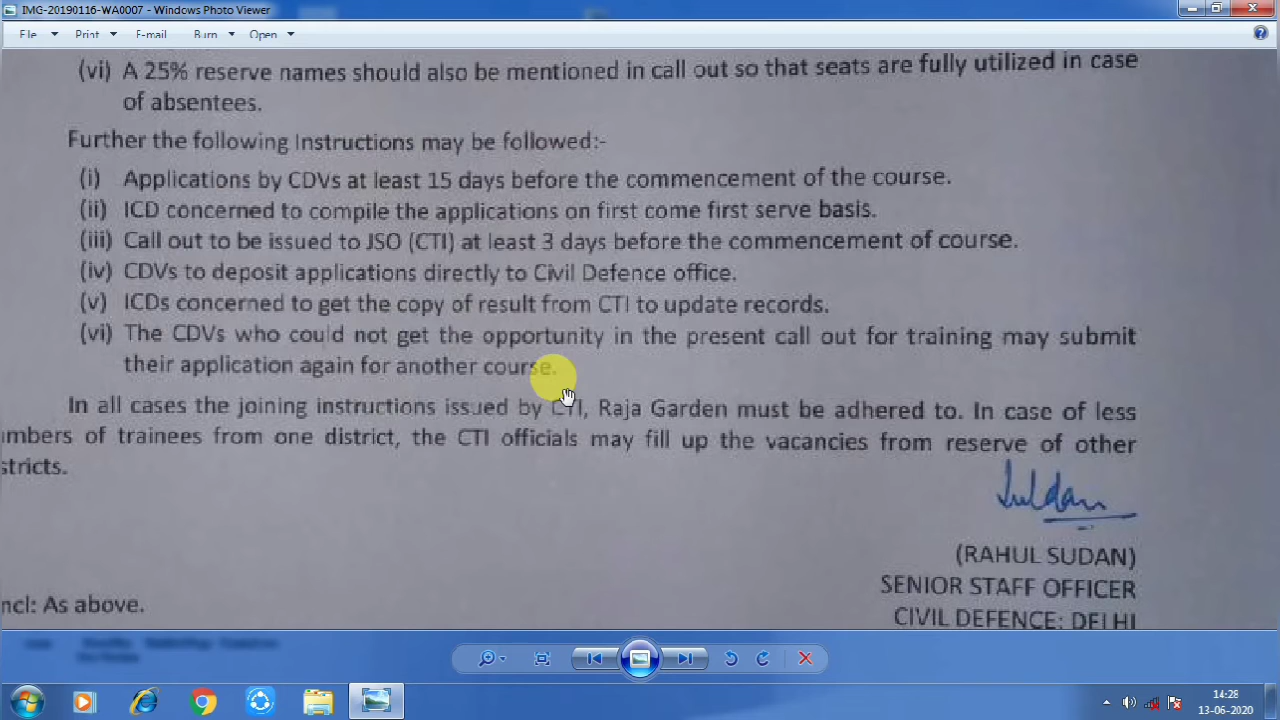 IMG-20190116-WA0007 - Windows Photo Viewer
File Print E-mail Burn Open
(vi) A 25% reserve names should also be mentioned in call out so that seats are fully utilized in case
of absentees.
Further the following Instructions may be followed:-
(i) Applications by CDVs at least 15 days before the commencement of the course.
(ii) ICD concerned to compile the applications on first come first serve basis.
(iii) Call out to be issued to JSO (CTI) at least 3 days before the commencement of course.
(iv) CDVs to deposit applications directly to Civil Defence office.
(v) ICDs concerned to get the copy of result from CTI to update records.
(vi) The CDVs who could not get the opportunity in the present call out for training may submit
their application again for another course.
In all cases the joining instructions issued by CTI, Raja Garden must be adhered to. In case of less
mbers of trainees from one district, the CTI officials may fill up the vacancies from reserve of other
stricts.
(RAHUL SUDAN)
SENIOR STAFF OFFICER
ncl: As above.
CIVIL DEFENCE: DELHI
14:28
13-06-2020